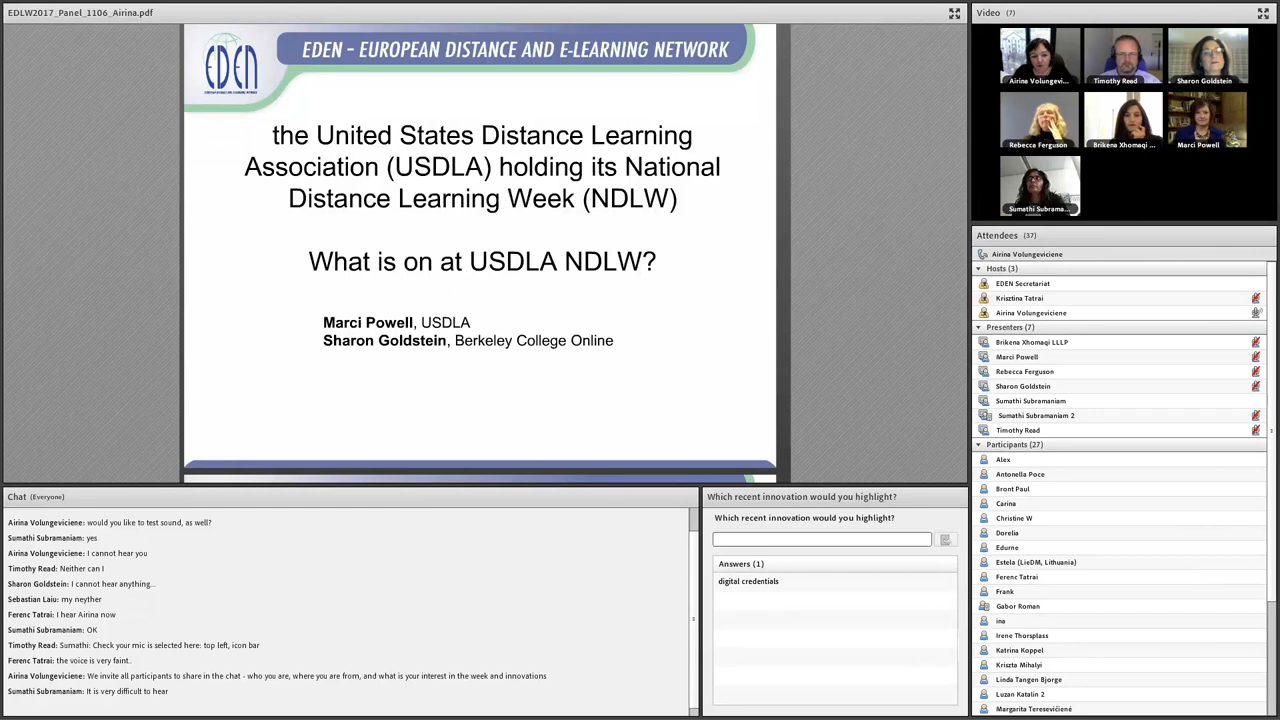 EDLW2017_Panel_1106_Airina.pdf
EDEN
EDEN – EUROPEAN DISTANCE AND E-LEARNING NETWORK
the United States Distance Learning
Association (USDLA) holding its National
Distance Learning Week (NDLW)
What is on at USDLA NDLW?
Marci Powell, USDLA
Sharon Goldstein, Berkeley College Online
Chat (Everyone)
Airina Volungeviciene: would you like to test sound, as well?
Sumathi Subramaniam: yes
Airina Volungeviciene: I cannot hear you
Timothy Read: Neither can I
Sharon Goldstein: I cannot hear anything...
Sebastian Laiu: my neyther
Ferenc Tatrai: I hear Airina now
Sumathi Subramaniam: OK
Timothy Read: Sumathi: Check your mic is selected here: top left, icon bar
Ferenc Tatrai: the voice is very faint..
Airina Volungeviciene: We invite all participants to share in the chat - who you are, where you are from, and what is your interest in the week and innovations
Sumathi Subramaniam: It is very difficult to hear
Which recent innovation would you highlight?
Which recent innovation would you highlight?
Answers (1)
digital credentials
Video (7)
Airina Volungevi...
Timothy Read
Sharon Goldstein
Rebecca Ferguson
Brikena Xhomaqi ...
Marci Powell
Sumathi Subrama...
Attendees (37)
Airina Volungeviciene
Hosts (3)
EDEN Secretariat
Krisztina Tatrai
Airina Volungeviciene
Presenters (7)
Brikena Xhomaqi LLLP
Marci Powell
Rebecca Ferguson
Sharon Goldstein
Sumathi Subramaniam
Sumathi Subramaniam 2
Timothy Read
Participants (27)
Alex
Antonella Poce
Bront Paul
Carina
Christine W
Dorelia
Edurne
Estela (LieDM, Lithuania)
Ferenc Tatrai
Frank
Gabor Roman
ina
Irene Thorsplass
Katrina Koppel
Kriszta Mihalyi
Linda Tangen Bjorge
Luzan Katalin 2
Margarita Teresevičienė